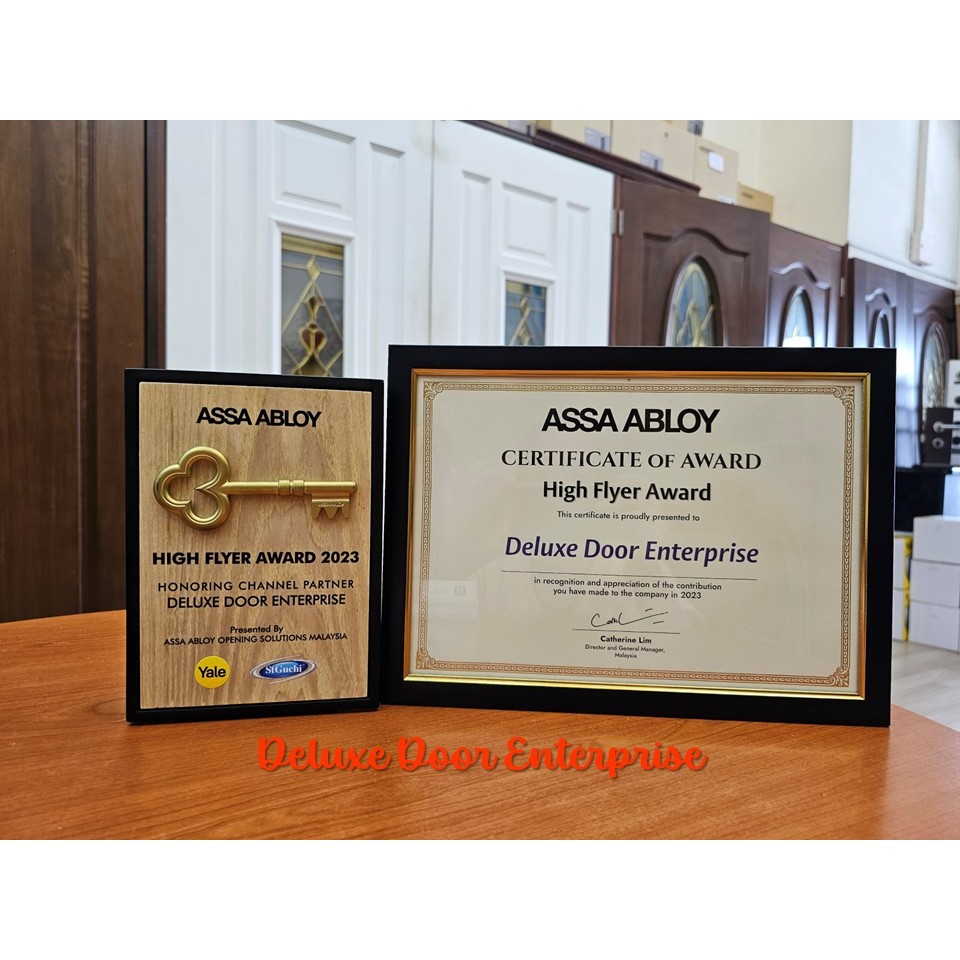 ASSA ABLOY
HIGH FLYER AWARD 2023
HONORING CHANNEL PARTNER
DELUXE DOOR ENTERPRISE
Presented By
ASSA ABLOY OPENING SOLUTIONS MALAYSIA
Yale
StGuchi
ASSA ABLOY
CERTIFICATE OF AWARD
High Flyer Award
This certificate is proudly presented to
Deluxe Door Enterprise
in recognition and appreciation of the contribution
you have made to the company in 2023
Catherine Lim
Director and General Manager,
Malaysia
Deluxe Door Enterprise